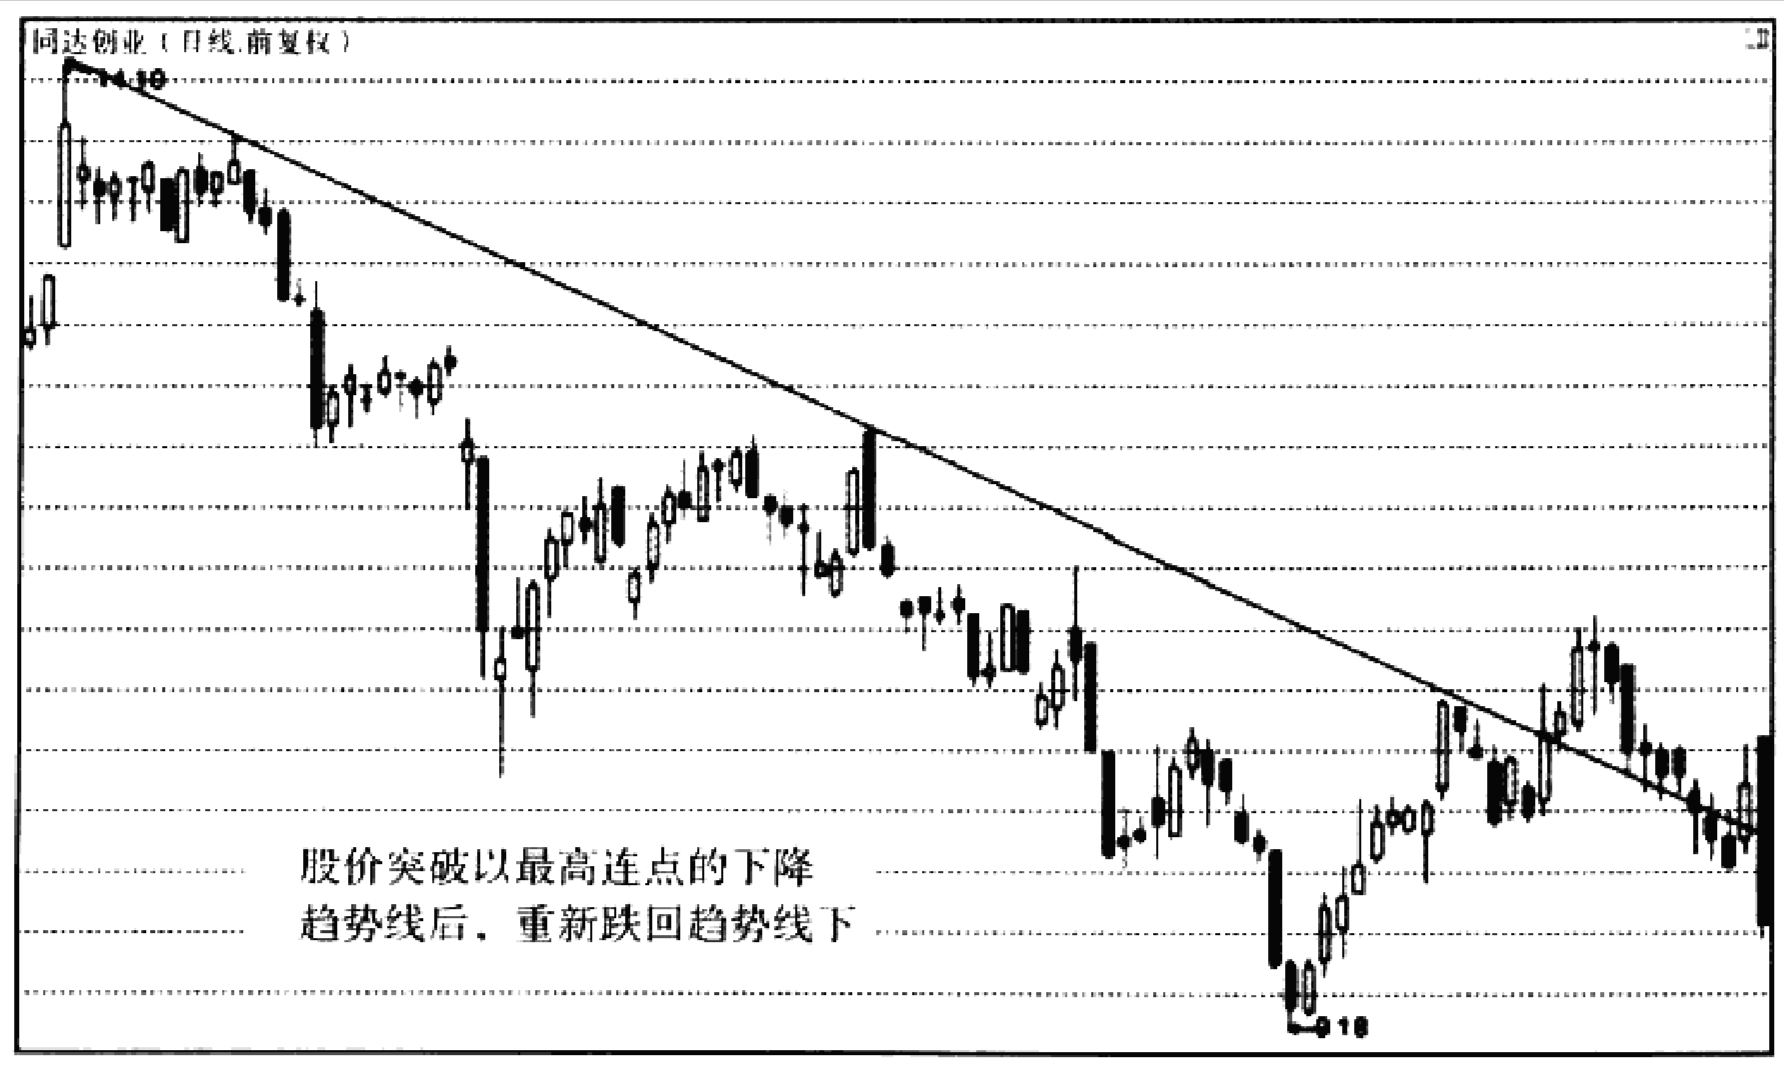 同达创业（日线.前复权）
14.10
股价突破以最高连点的下降
趋势线后，重新跌回趋势线下
9.18